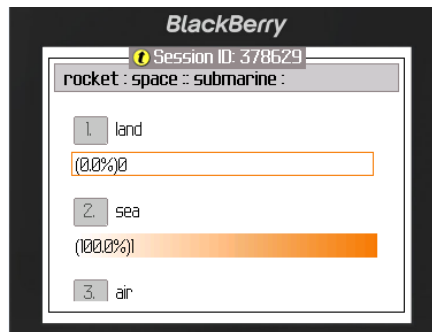 BlackBerry
t Session ID: 378629
rocket : space :: submarine :
1. land
(0.0%)0
2. sea
(100.0%)1
3. air